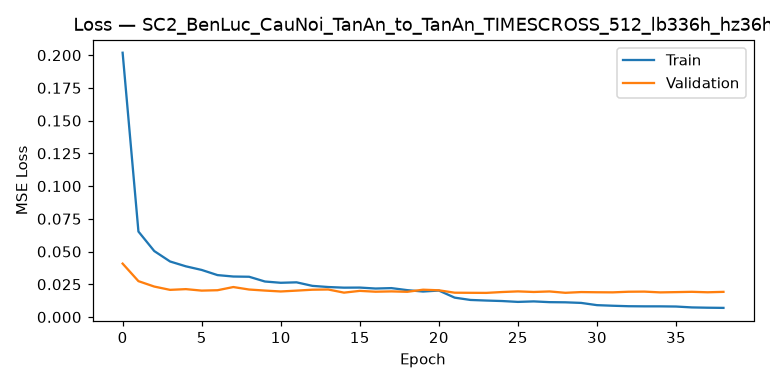 Loss — SC2_BenLuc_CauNoi_TanAn_to_TanAn_TIMESCROSS_512_lb336h_hz36h
Train
Validation
0.200
0.175
0.150
0.125
0.100
0.075
0.050
0.025
0.000
MSE Loss
0 5 10 15 20 25 30 35
Epoch